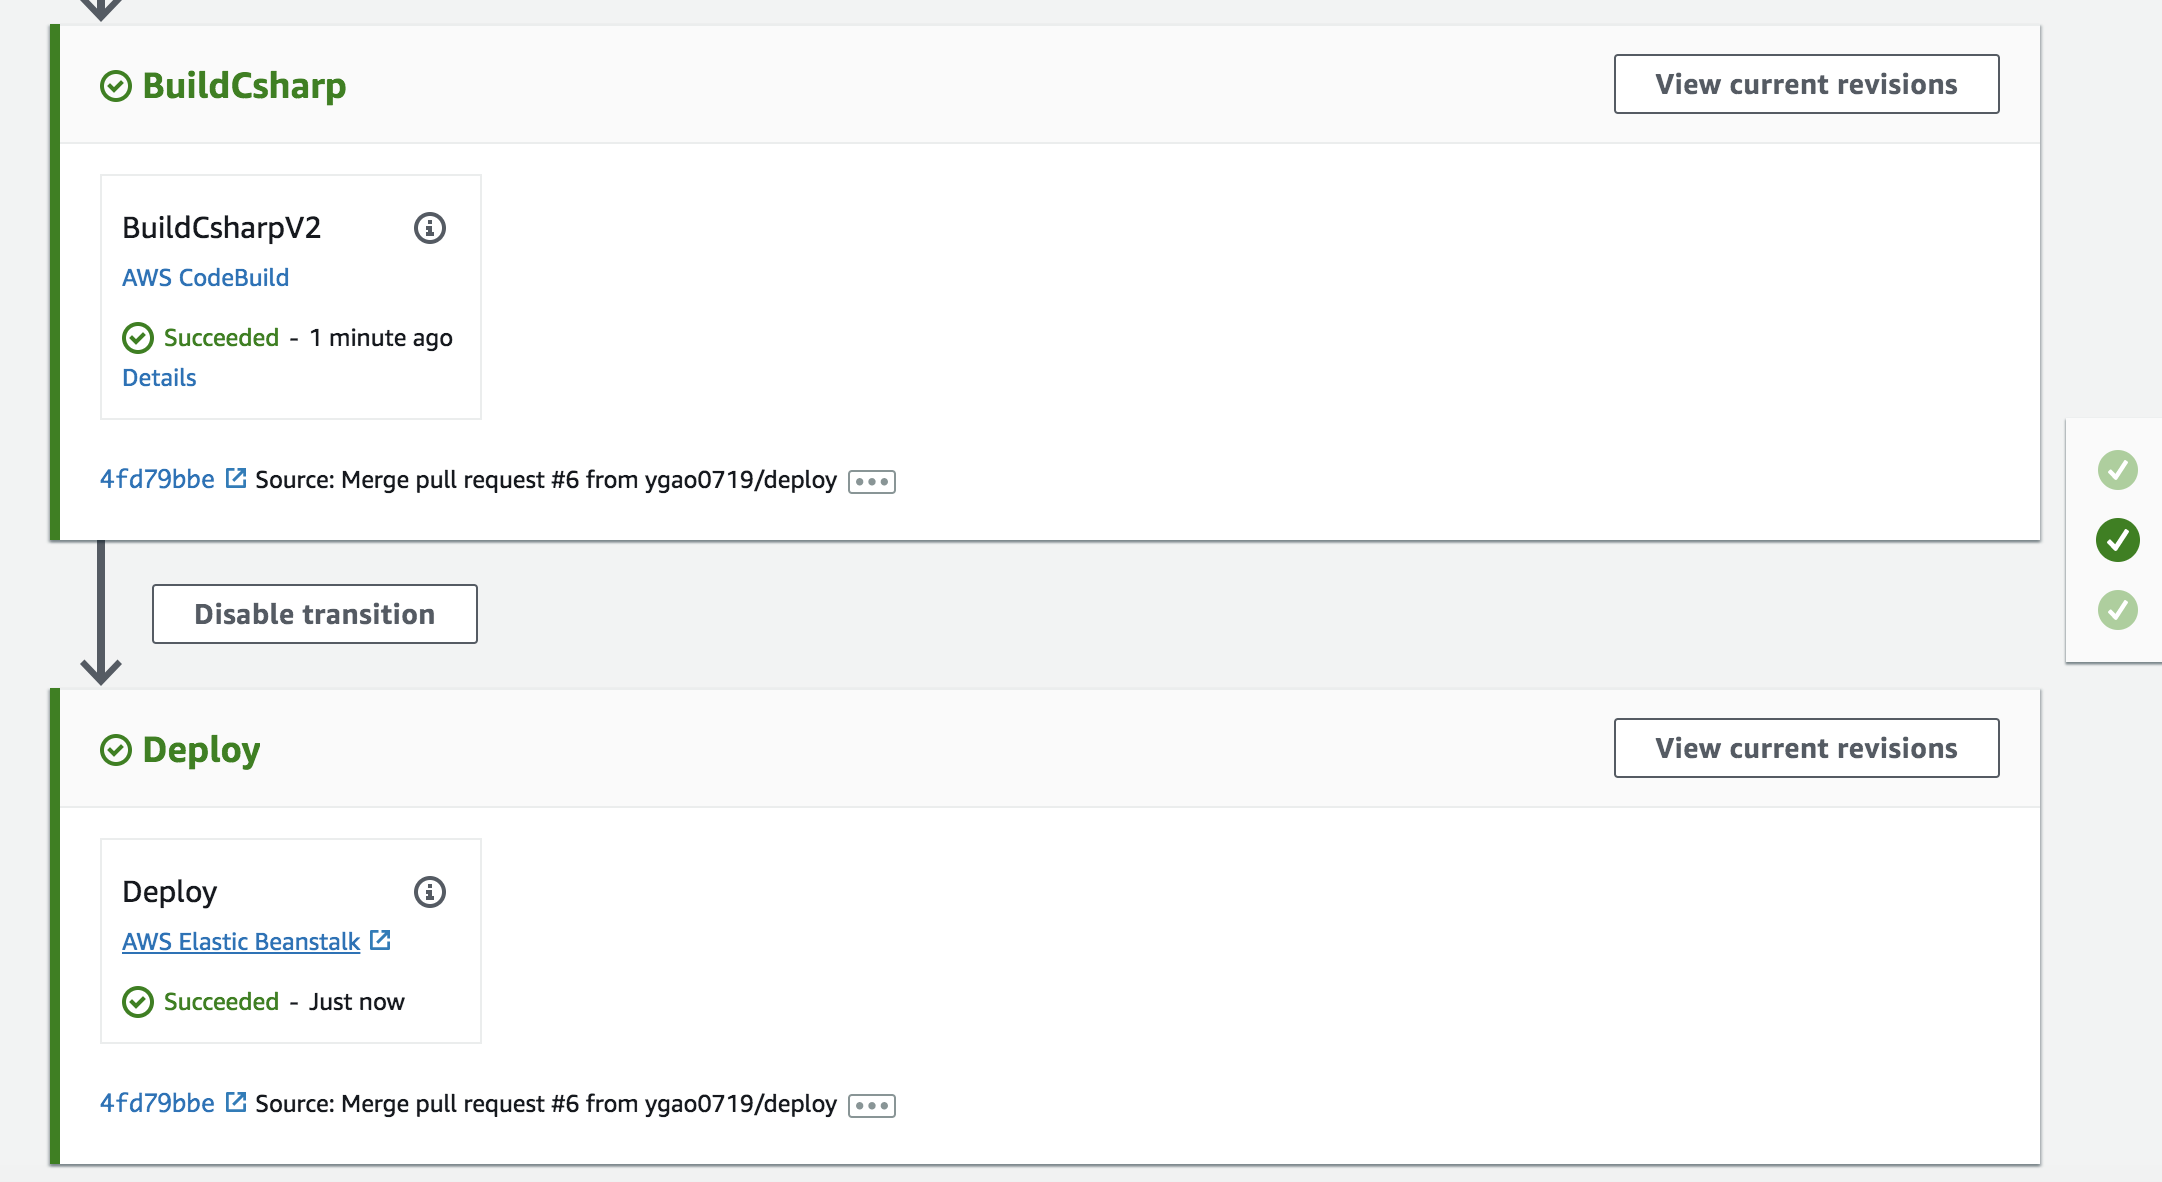 BuildCsharp
View current revisions
BuildCsharpV2
AWS CodeBuild
Succeeded - 1 minute ago
Details
4fd79bbe Source: Merge pull request #6 from ygao0719/deploy
Disable transition
Deploy
View current revisions
Deploy
AWS Elastic Beanstalk
Succeeded - Just now
4fd79bbe Source: Merge pull request #6 from ygao0719/deploy